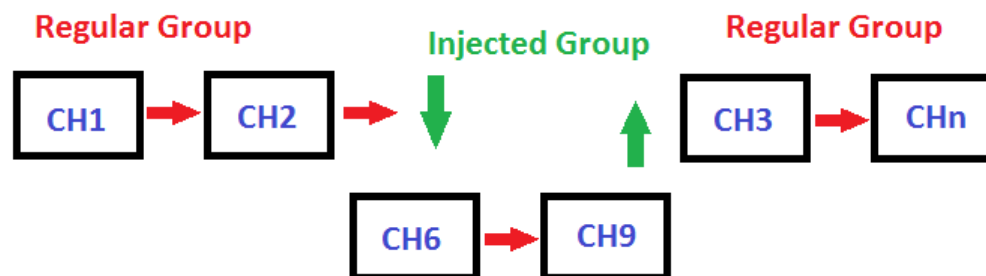 Regular Group
Injected Group
Regular Group
CH1
CH2
CH3
CHn
CH6
CH9